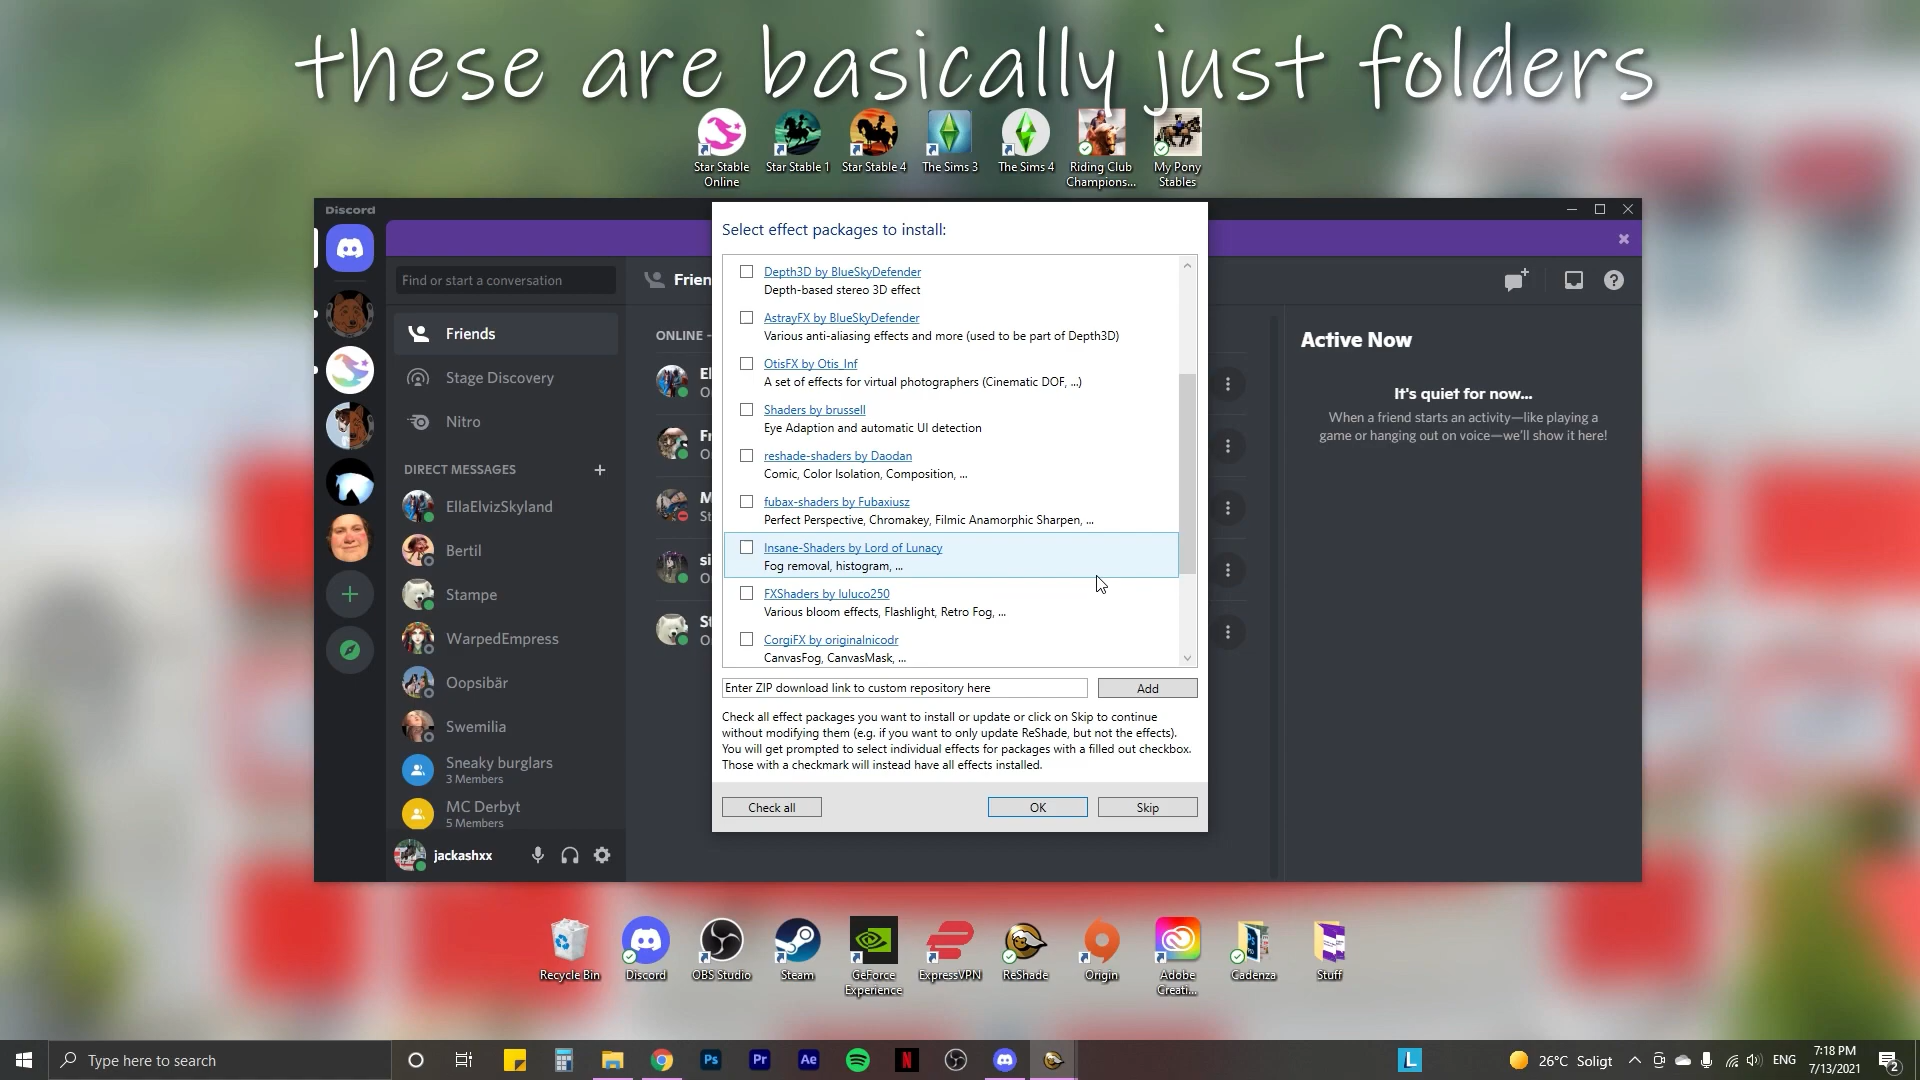 these are basically just folders
Star Stable
Online
Star Stable 1
Star Stable 4
The Sims 3
The Sims 4
Riding Club
Champions...
My Pony
Stables
Discord
Find or start a conversation
Friends
Stage Discovery
Nitro
DIRECT MESSAGES
EllaElvizSkyland
Bertil
Stampe
WarpedEmpress
Oopsibär
Swemilia
Sneaky burglars
3 Members
MC Derbyt
5 Members
jackashxx
Frien
ONLINE -
El
O
Fr
O
M
St
si
O
St
O
Select effect packages to install:
Depth3D by BlueSkyDefender
Depth-based stereo 3D effect
AstrayFX by BlueSkyDefender
Various anti-aliasing effects and more (used to be part of Depth3D)
OtisFX by Otis_Inf
A set of effects for virtual photographers (Cinematic DOF, ...)
Shaders by brussell
Eye Adaption and automatic UI detection
reshade-shaders by Daodan
Comic, Color Isolation, Composition, ...
fubax-shaders by Fubaxiusz
Perfect Perspective, Chromakey, Filmic Anamorphic Sharpen, ...
Insane-Shaders by Lord of Lunacy
Fog removal, histogram, ...
FXShaders by luluco250
Various bloom effects, Flashlight, Retro Fog, ...
CorgiFX by originalnicodr
CanvasFog, CanvasMask, ...
Enter ZIP download link to custom repository here
Add
Check all effect packages you want to install or update or click on Skip to continue
without modifying them (e.g. if you want to only update ReShade, but not the effects).
You will get prompted to select individual effects for packages with a filled out checkbox.
Those with a checkmark will instead have all effects installed.
Check all
OK
Skip
Active Now
It's quiet for now...
When a friend starts an activity—like playing a
game or hanging out on voice—we'll show it here!
Recycle Bin
Discord
OBS Studio
Steam
GeForce
Experience
ExpressVPN
ReShade
Origin
Adobe
Creati...
Cadenza
Stuff
Type here to search
Ps
Pr
Ae
N
L
26°C Soligt
ENG
7:18 PM
7/13/2021
2